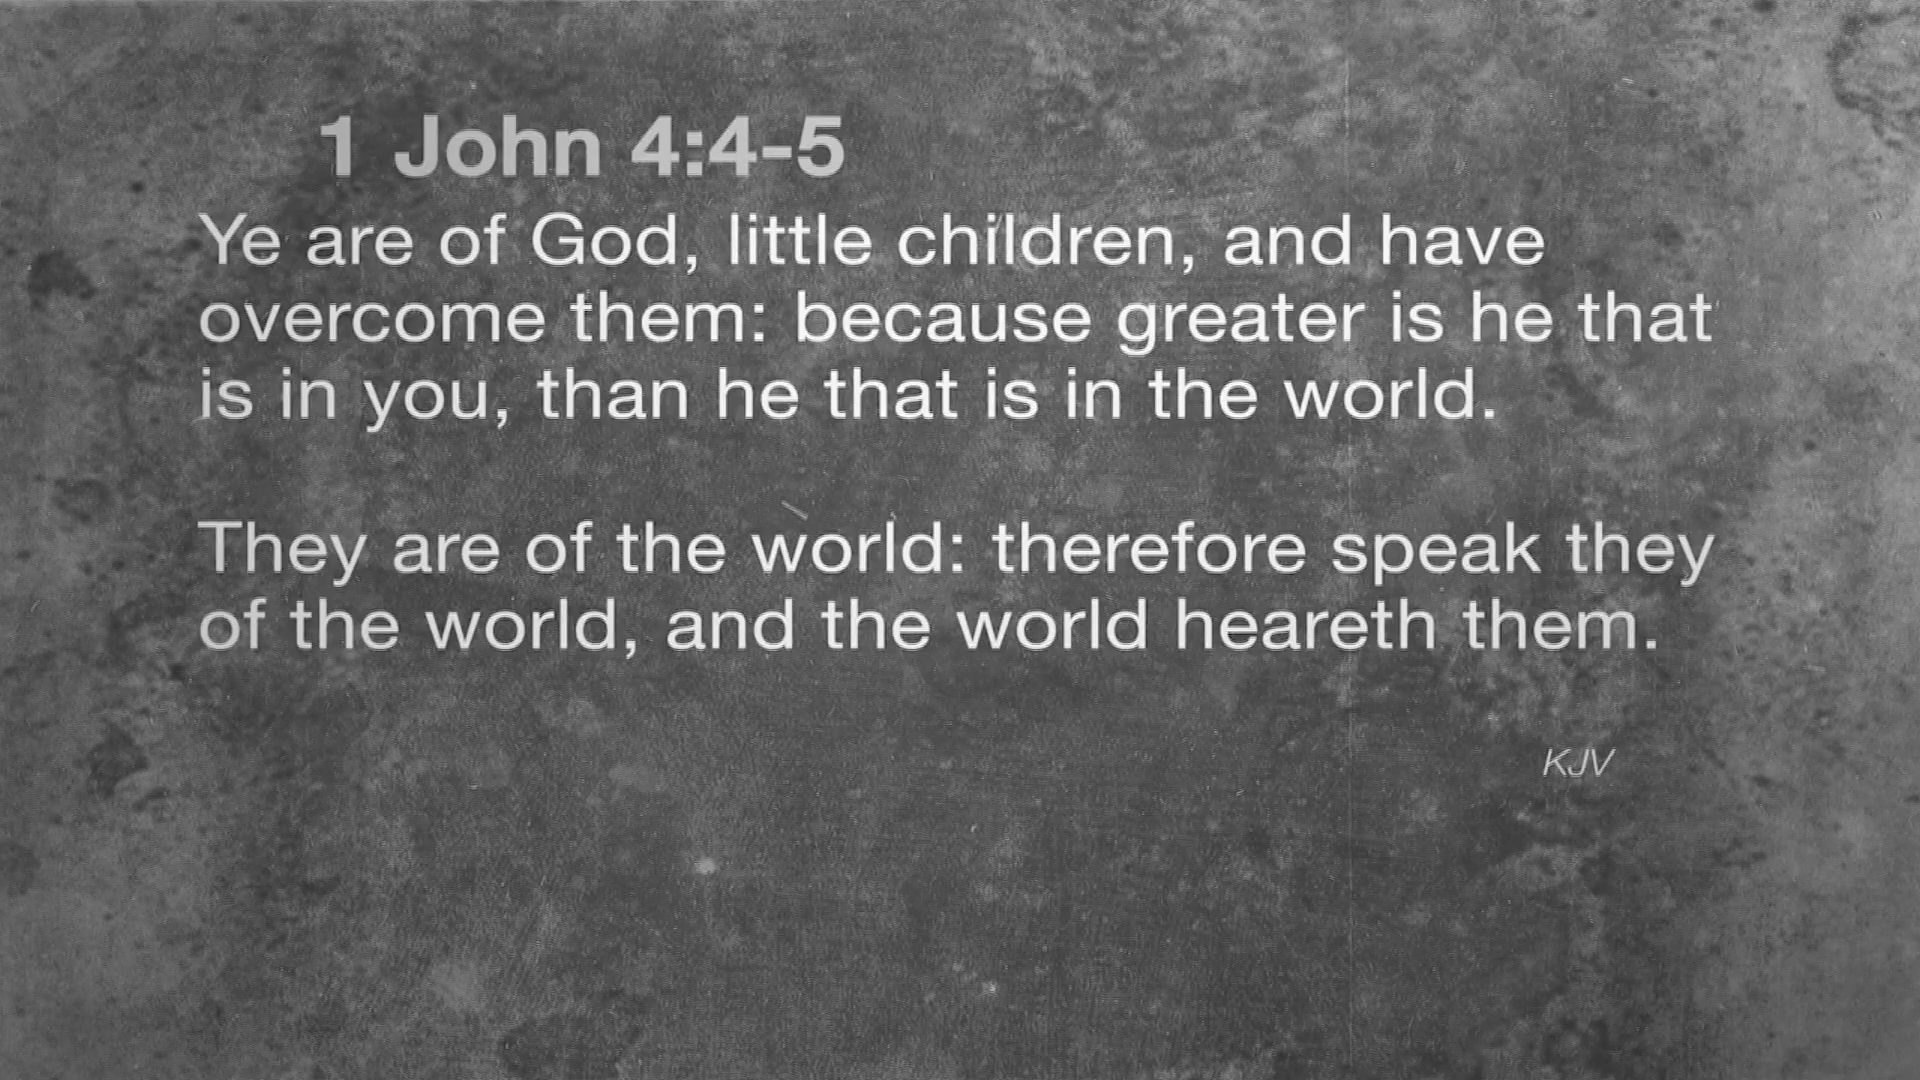 1 John 4:4-5
Ye are of God, little children, and have
overcome them: because greater is he that
is in you, than he that is in the world.
They are of the world: therefore speak they
of the world, and the world heareth them.
KJV